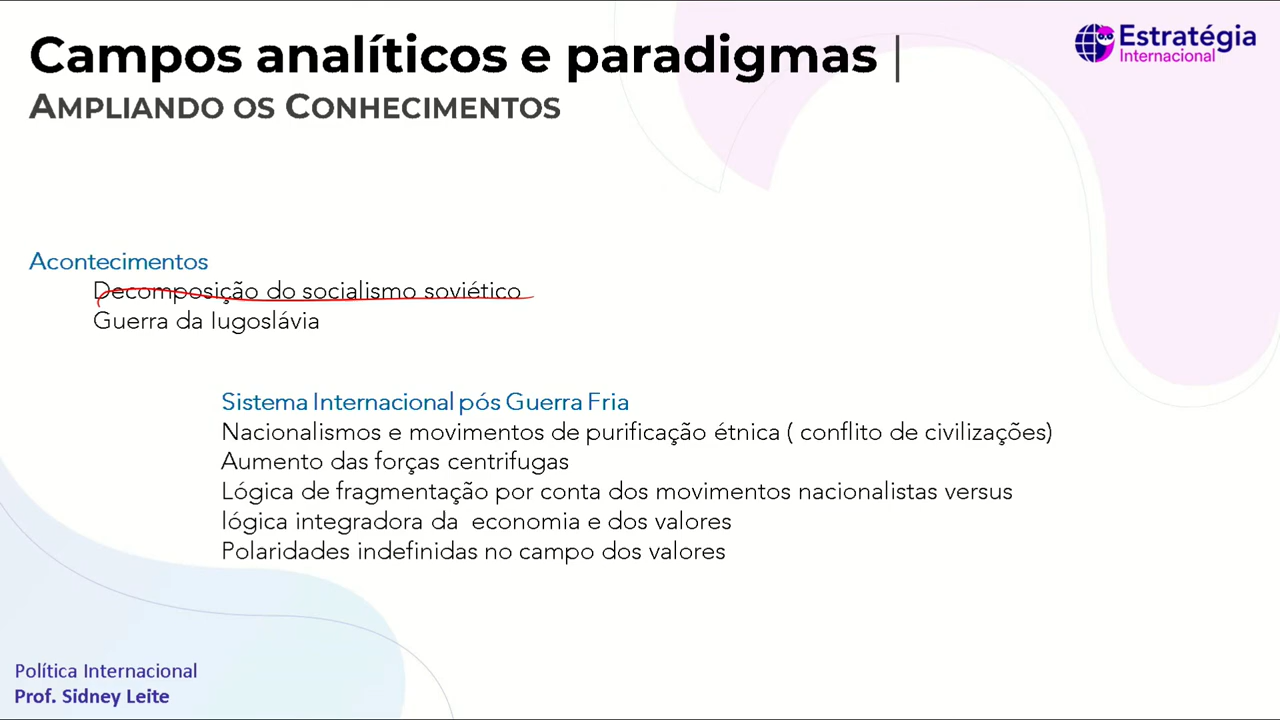 Campos analíticos e paradigmas |
AMPLIANDO OS CONHECIMENTOS
Estratégia
Internacional
Acontecimentos
Decomposição do socialismo soviético
Guerra da Iugoslávia
Sistema Internacional pós Guerra Fria
Nacionalismos e movimentos de purificação étnica ( conflito de civilizações)
Aumento das forças centrifugas
Lógica de fragmentação por conta dos movimentos nacionalistas versus
lógica integradora da economia e dos valores
Polaridades indefinidas no campo dos valores
Política Internacional
Prof. Sidney Leite